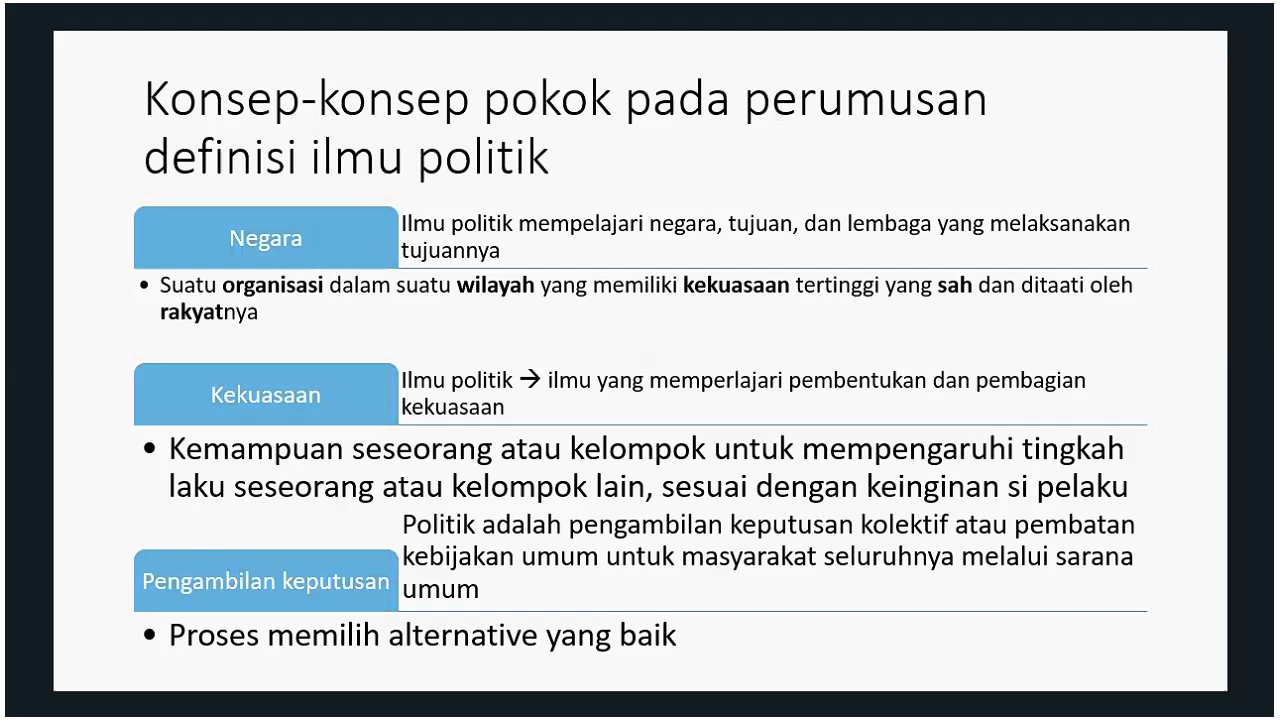 Konsep-konsep pokok pada perumusan
definisi ilmu politik
Negara
Ilmu politik mempelajari negara, tujuan, dan lembaga yang melaksanakan
tujuannya
• Suatu organisasi dalam suatu wilayah yang memiliki kekuasaan tertinggi yang sah dan ditaati oleh
rakyatnya
Kekuasaan
Ilmu politik → ilmu yang memperlajari pembentukan dan pembagian
kekuasaan
• Kemampuan seseorang atau kelompok untuk mempengaruhi tingkah
laku seseorang atau kelompok lain, sesuai dengan keinginan si pelaku
Pengambilan keputusan
Politik adalah pengambilan keputusan kolektif atau pembatan
kebijakan umum untuk masyarakat seluruhnya melalui sarana
umum
• Proses memilih alternative yang baik